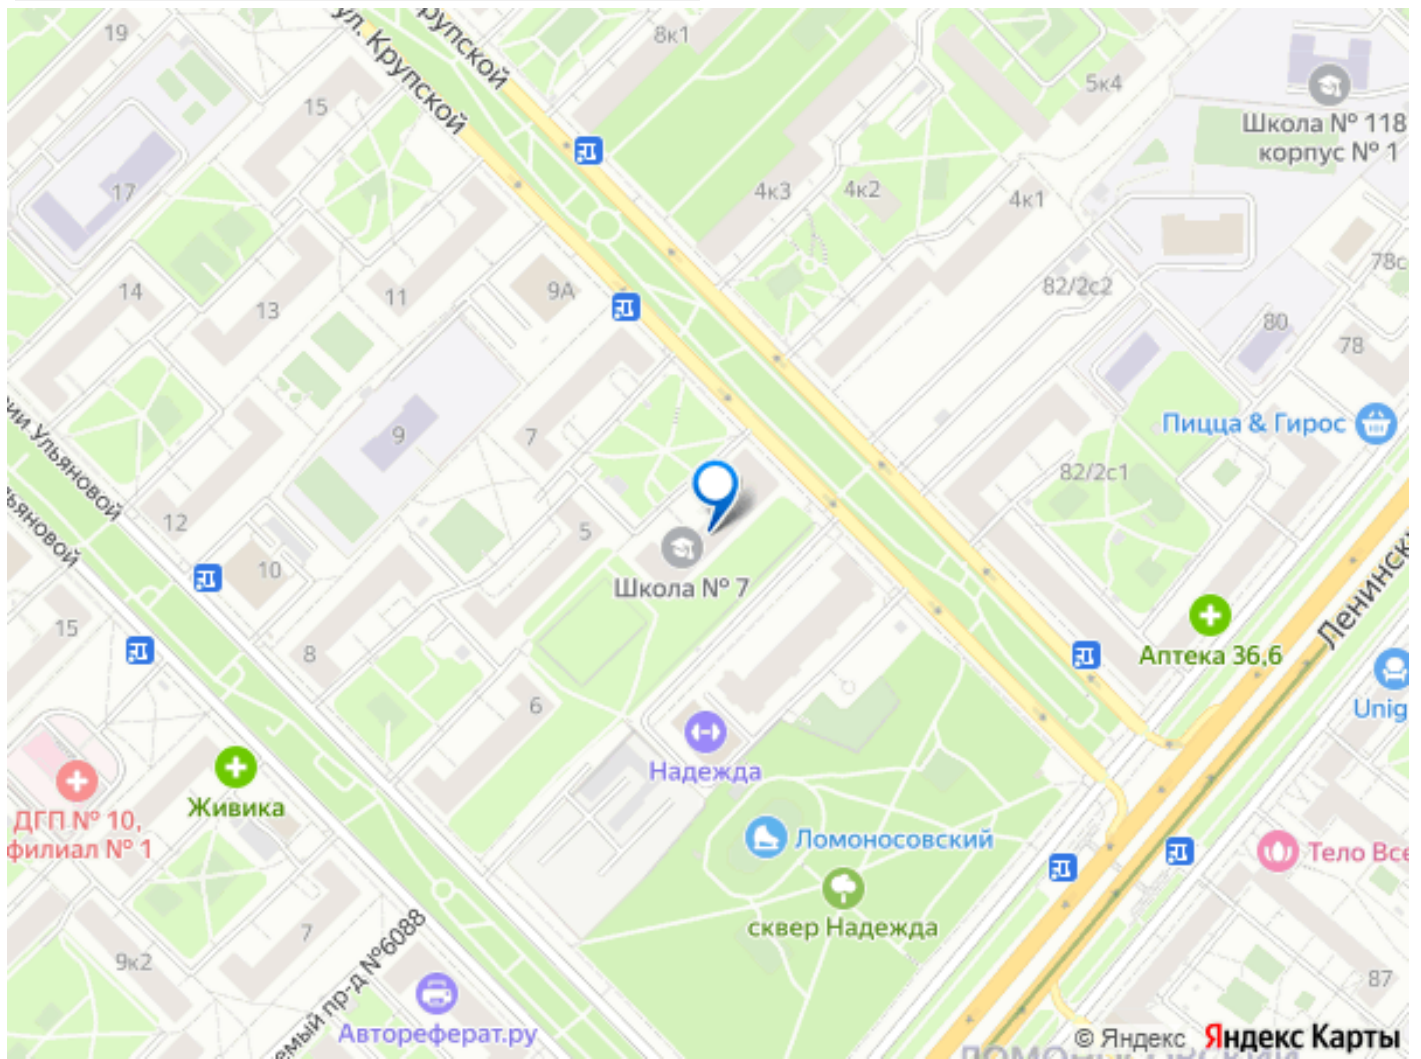 19
8к1
рупской
ул. Крупской
15
5к4
Школа № 118
корпус № 1
17
4к3
4к2
4к1
78с
82/2с2
14
13
11
9А
80
78
ии Ульяновой
Пицца & Гирос
9
7
82/2с1
ьяновой
12
5
10
Школа № 7
Ленинск
15
8
Аптека 36,6
6
Unig
Надежда
Живика
ДГП № 10,
филиал № 1
Ломоносовский
Тело Все
сквер Надежда
7
9к2
емый пр-д №6088
87
Автореферат.ру
© Яндекс Яндекс Карты